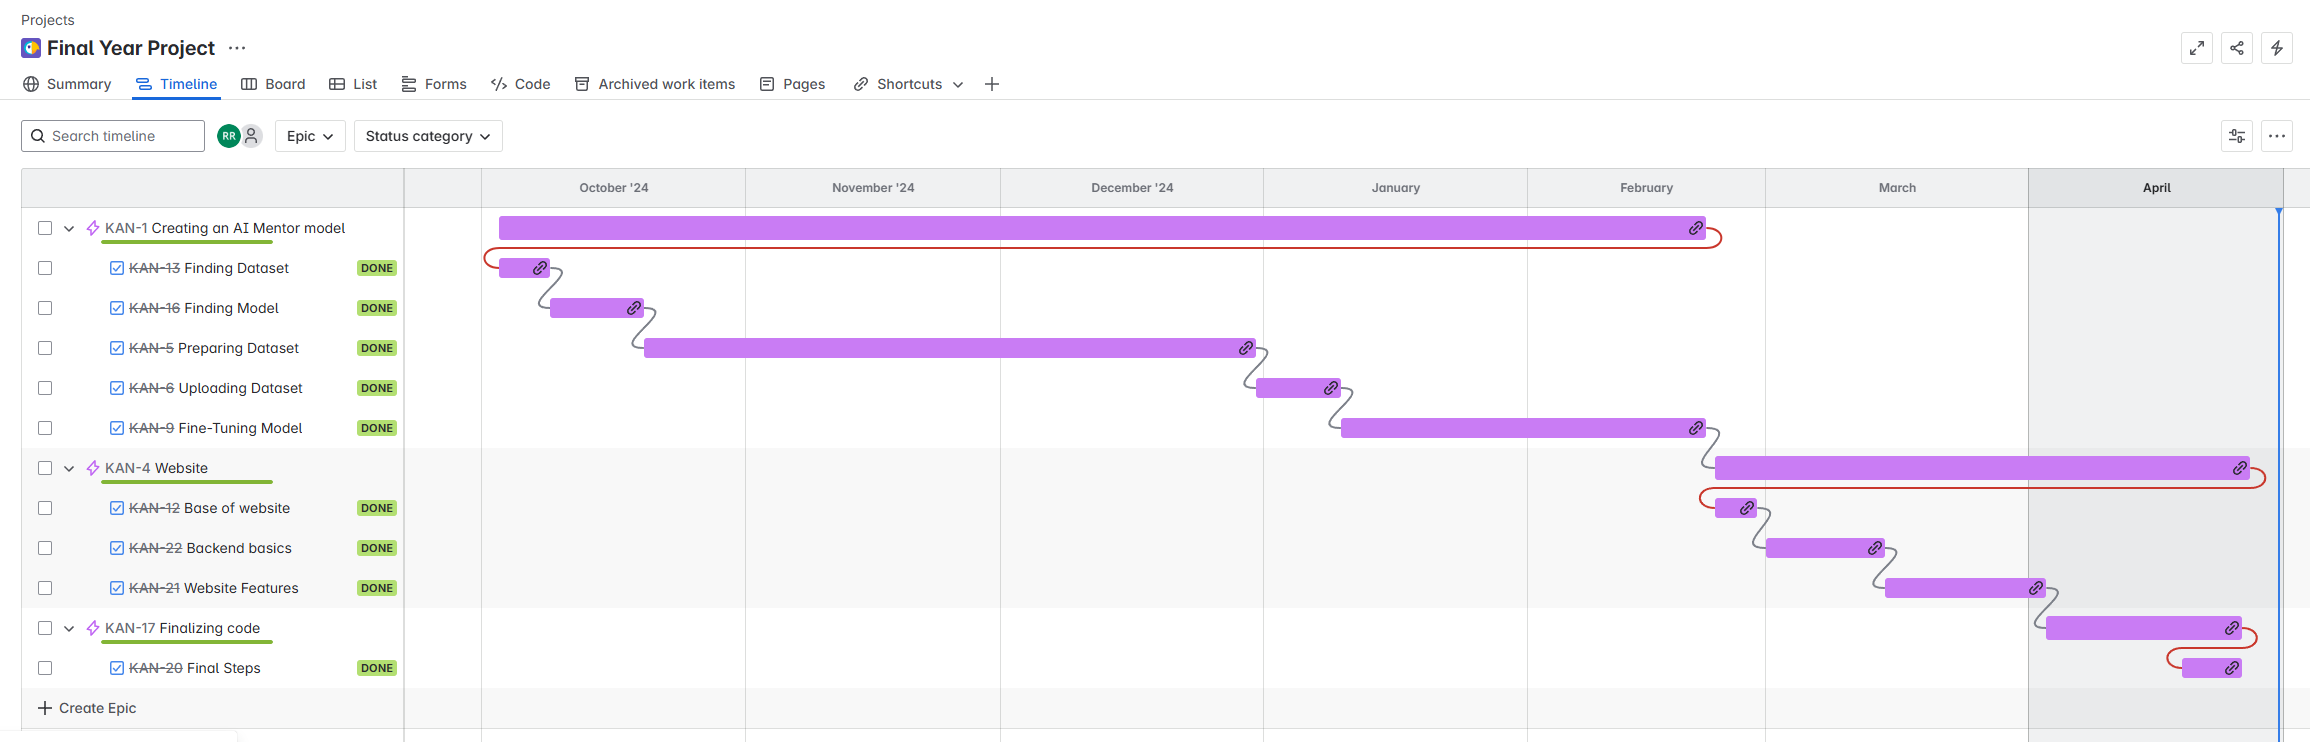 Projects
Final Year Project
Summary Timeline Board List Forms Code Archived work items Pages Shortcuts
Search timeline RR Epic Status category
October '24 November '24 December '24 January February March April
KAN-1 Creating an AI Mentor model
KAN-13 Finding Dataset DONE
KAN-16 Finding Model DONE
KAN-5 Preparing Dataset DONE
KAN-6 Uploading Dataset DONE
KAN-9 Fine-Tuning Model DONE
KAN-4 Website
KAN-12 Base of website DONE
KAN-22 Backend basics DONE
KAN-21 Website Features DONE
KAN-17 Finalizing code
KAN-20 Final Steps DONE
Create Epic